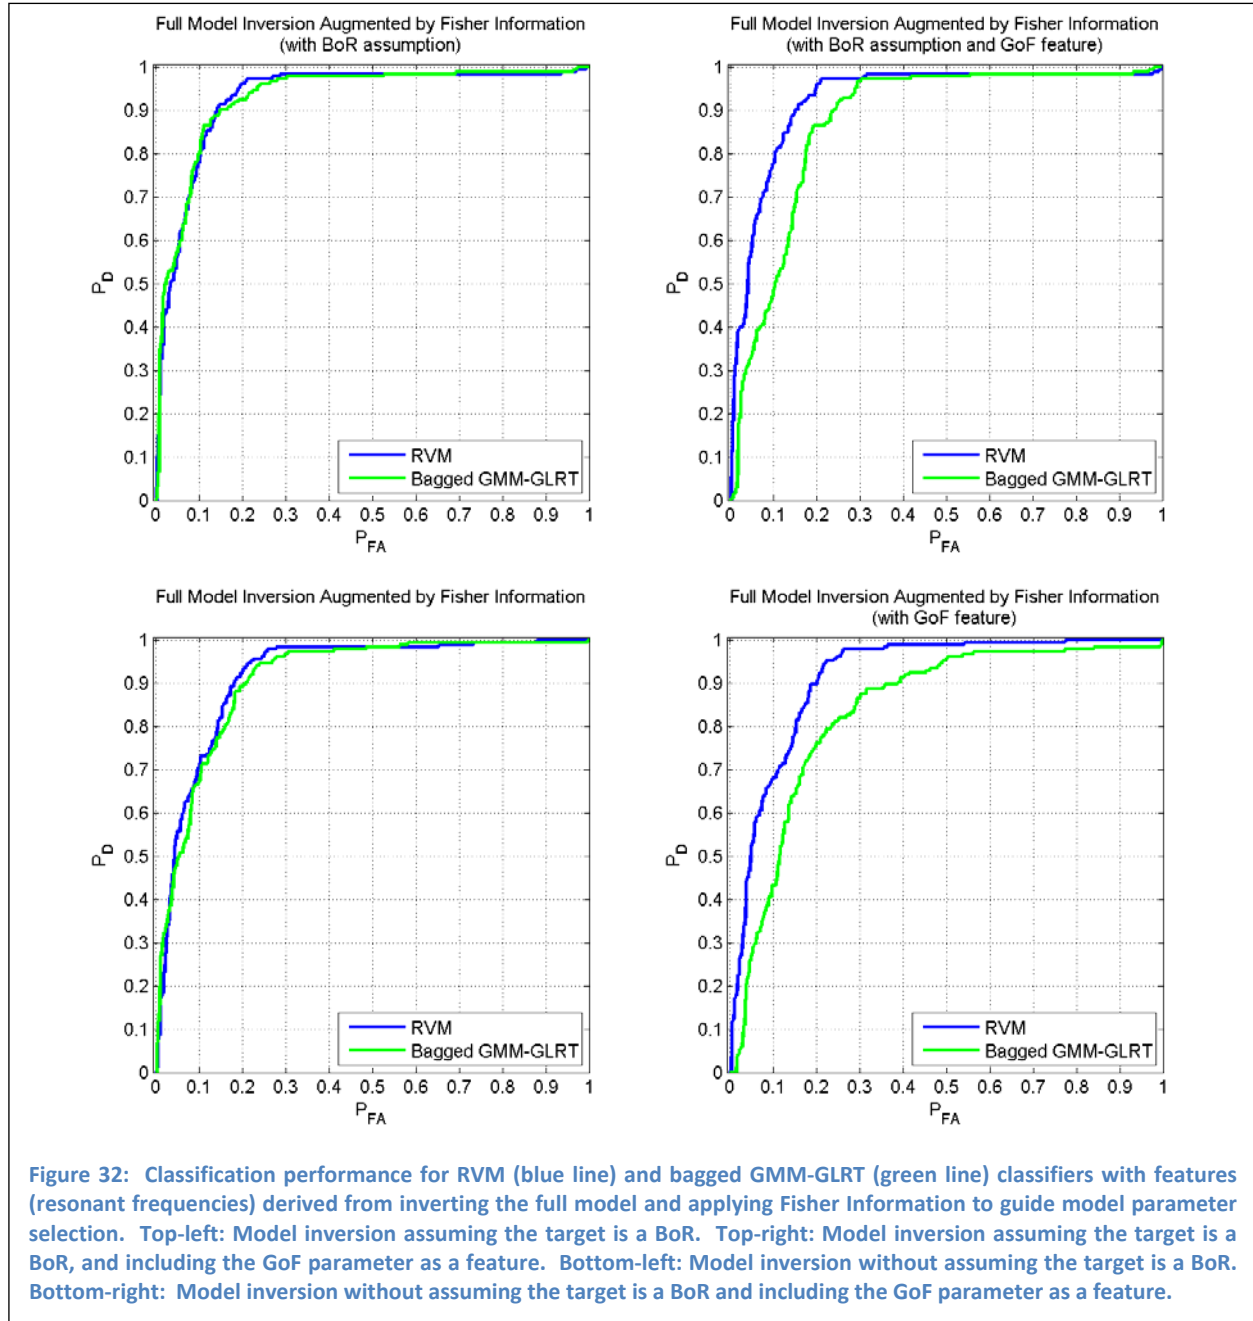 Full Model Inversion Augmented by Fisher Information
(with BoR assumption)
1
0.9
0.8
0.7
0.6
0.5
0.4
0.3
0.2
0.1
0
P_D
0 0.1 0.2 0.3 0.4 0.5 0.6 0.7 0.8 0.9 1
P_FA
RVM
Bagged GMM-GLRT
Full Model Inversion Augmented by Fisher Information
(with BoR assumption and GoF feature)
1
0.9
0.8
0.7
0.6
0.5
0.4
0.3
0.2
0.1
0
P_D
0 0.1 0.2 0.3 0.4 0.5 0.6 0.7 0.8 0.9 1
P_FA
RVM
Bagged GMM-GLRT
Full Model Inversion Augmented by Fisher Information
1
0.9
0.8
0.7
0.6
0.5
0.4
0.3
0.2
0.1
0
P_D
0 0.1 0.2 0.3 0.4 0.5 0.6 0.7 0.8 0.9 1
P_FA
RVM
Bagged GMM-GLRT
Full Model Inversion Augmented by Fisher Information
(with GoF feature)
1
0.9
0.8
0.7
0.6
0.5
0.4
0.3
0.2
0.1
0
P_D
0 0.1 0.2 0.3 0.4 0.5 0.6 0.7 0.8 0.9 1
P_FA
RVM
Bagged GMM-GLRT
Figure 32: Classification performance for RVM (blue line) and bagged GMM-GLRT (green line) classifiers with features
(resonant frequencies) derived from inverting the full model and applying Fisher Information to guide model parameter
selection. Top-left: Model inversion assuming the target is a BoR. Top-right: Model inversion assuming the target is a
BoR, and including the GoF parameter as a feature. Bottom-left: Model inversion without assuming the target is a BoR.
Bottom-right: Model inversion without assuming the target is a BoR and including the GoF parameter as a feature.